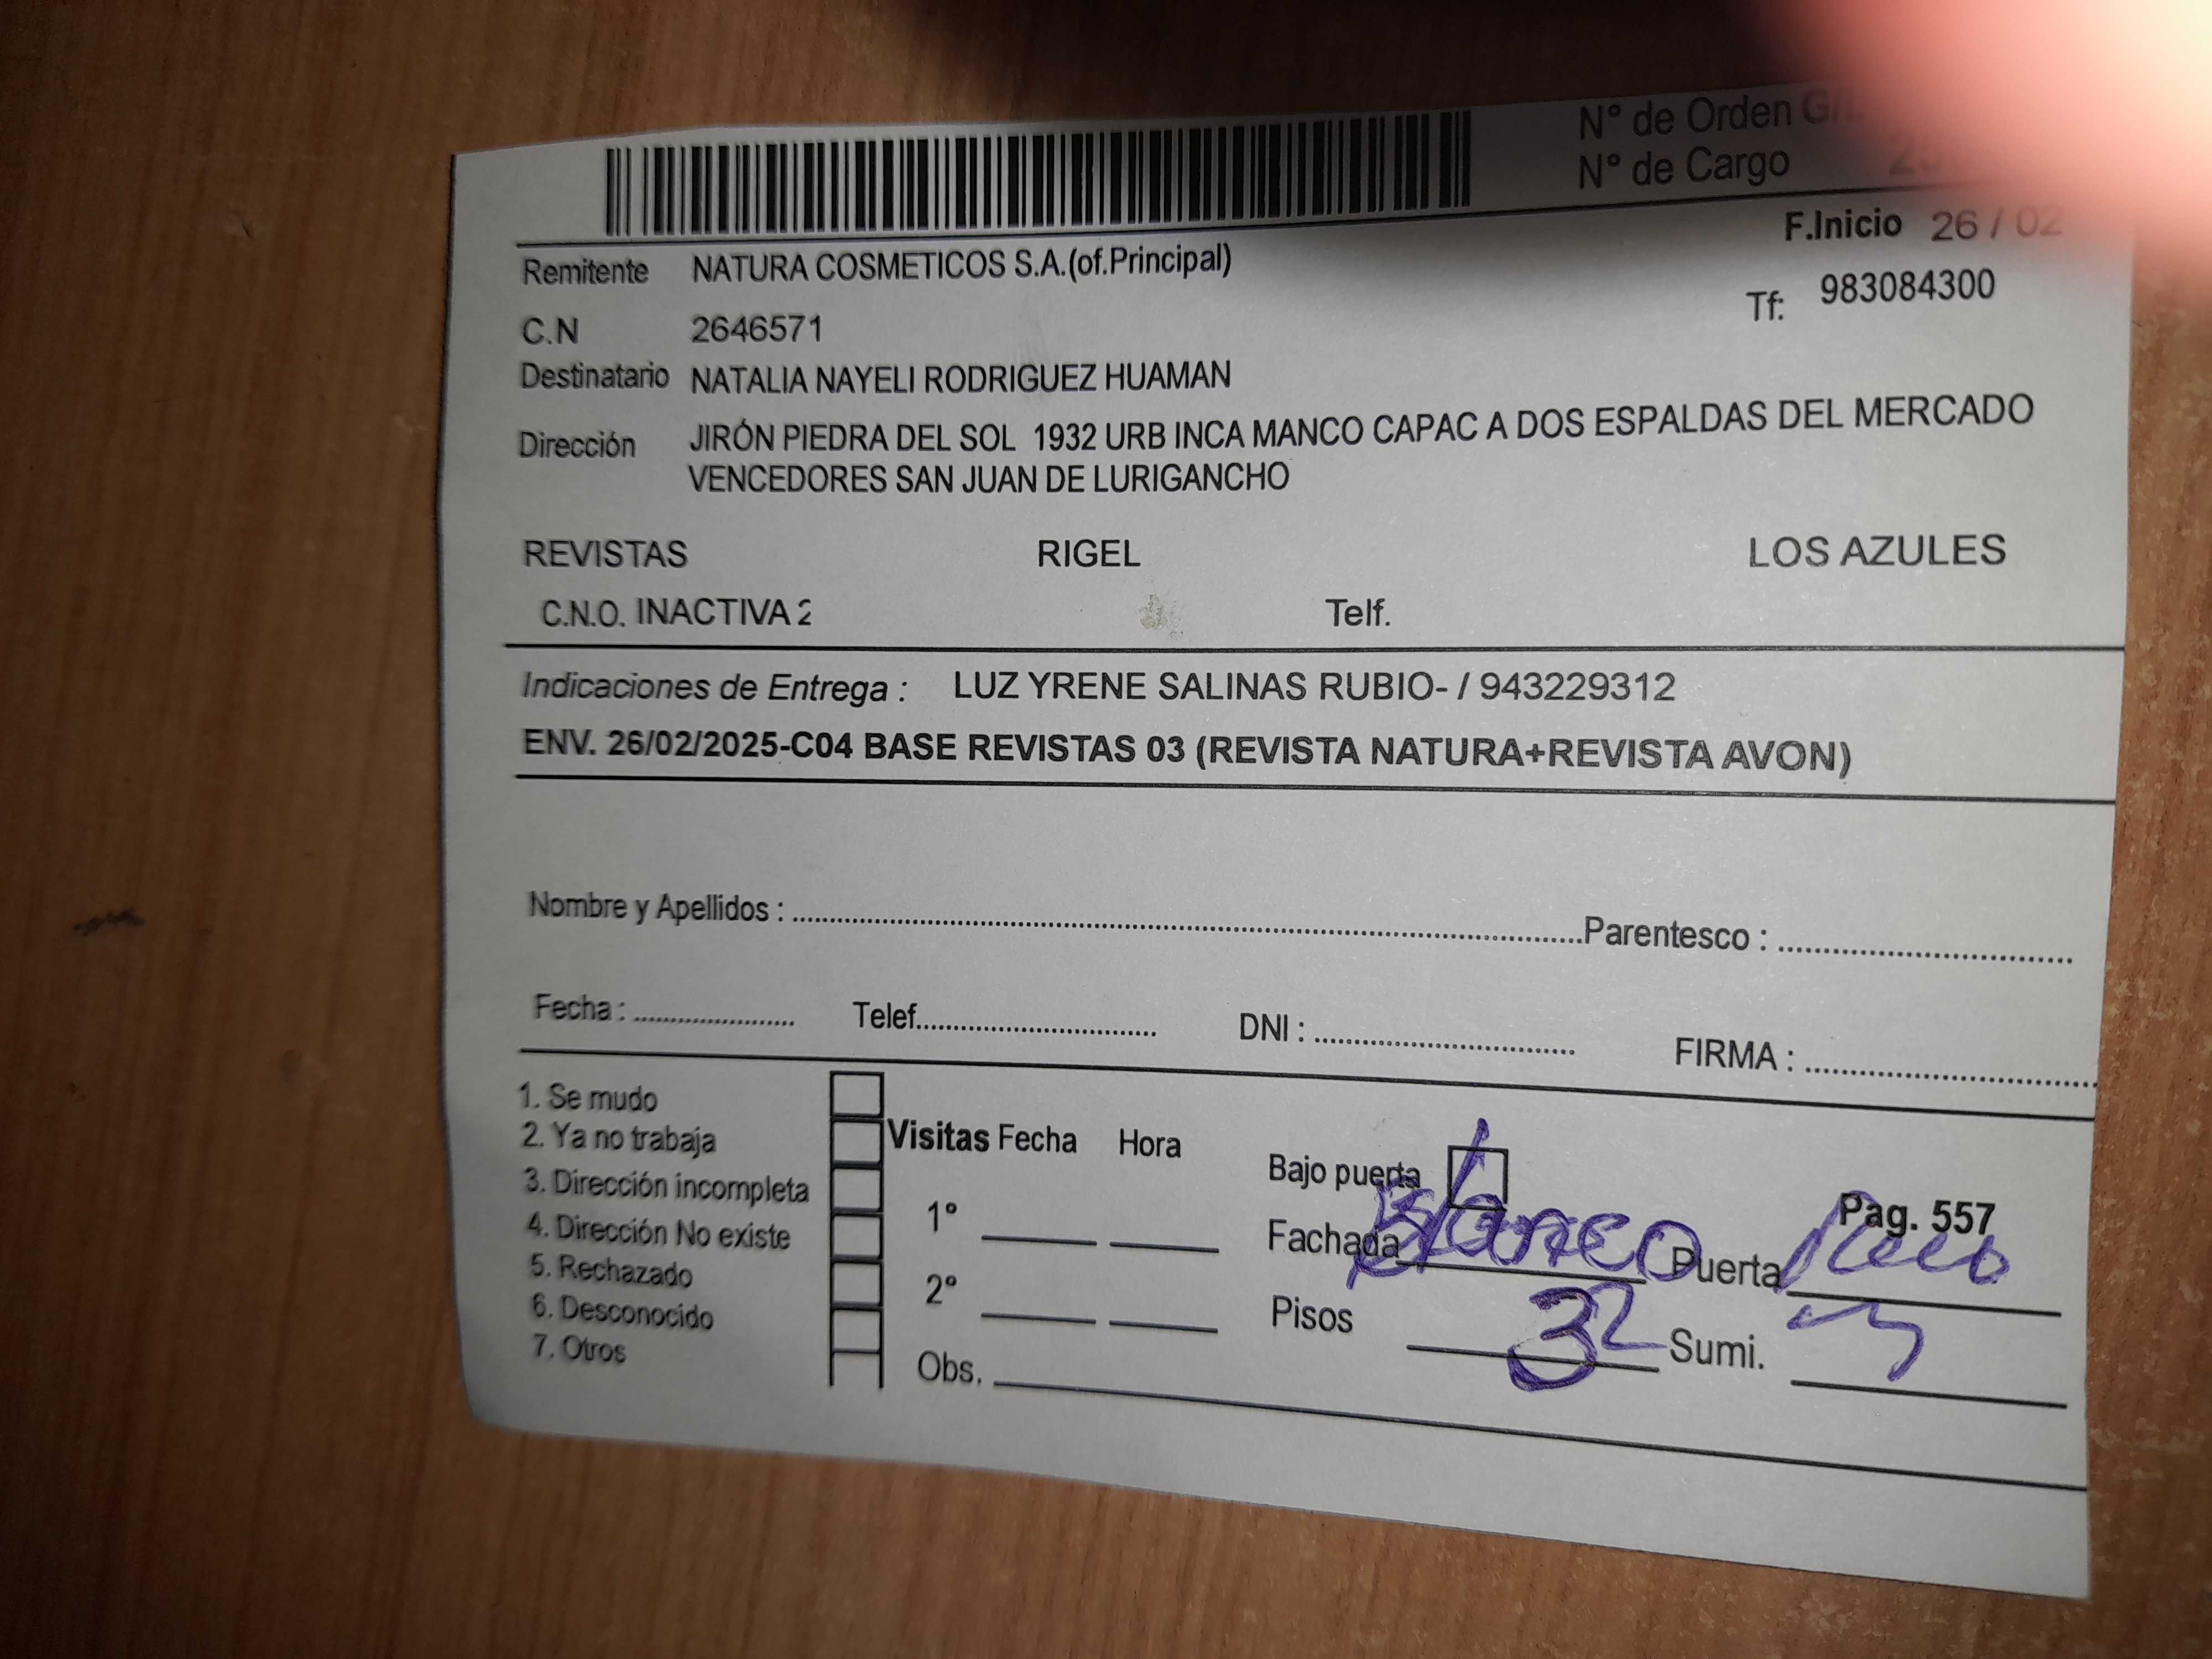 N° de Orden G/
N° de Cargo
F.Inicio 26 / 02
Remitente NATURA COSMETICOS S.A.(of.Principal)
Tf: 983084300
C.N 2646571
Destinatario NATALIA NAYELI RODRIGUEZ HUAMAN
Dirección JIRÓN PIEDRA DEL SOL 1932 URB INCA MANCO CAPAC A DOS ESPALDAS DEL MERCADO
VENCEDORES SAN JUAN DE LURIGANCHO
REVISTAS RIGEL LOS AZULES
C.N.O. INACTIVA 2 Telf.
Indicaciones de Entrega : LUZ YRENE SALINAS RUBIO- / 943229312
ENV. 26/02/2025-C04 BASE REVISTAS 03 (REVISTA NATURA+REVISTA AVON)
Nombre y Apellidos : Parentesco :
Fecha : Telef. DNI : FIRMA :
1. Se mudo
2. Ya no trabaja
3. Dirección incompleta
4. Dirección No existe
5. Rechazado
6. Desconocido
7. Otros
Visitas Fecha Hora
1°
2°
Obs.
Bajo puerta
Pag. 557
Fachada Blanco Puerta
Pisos 3 Sumi.